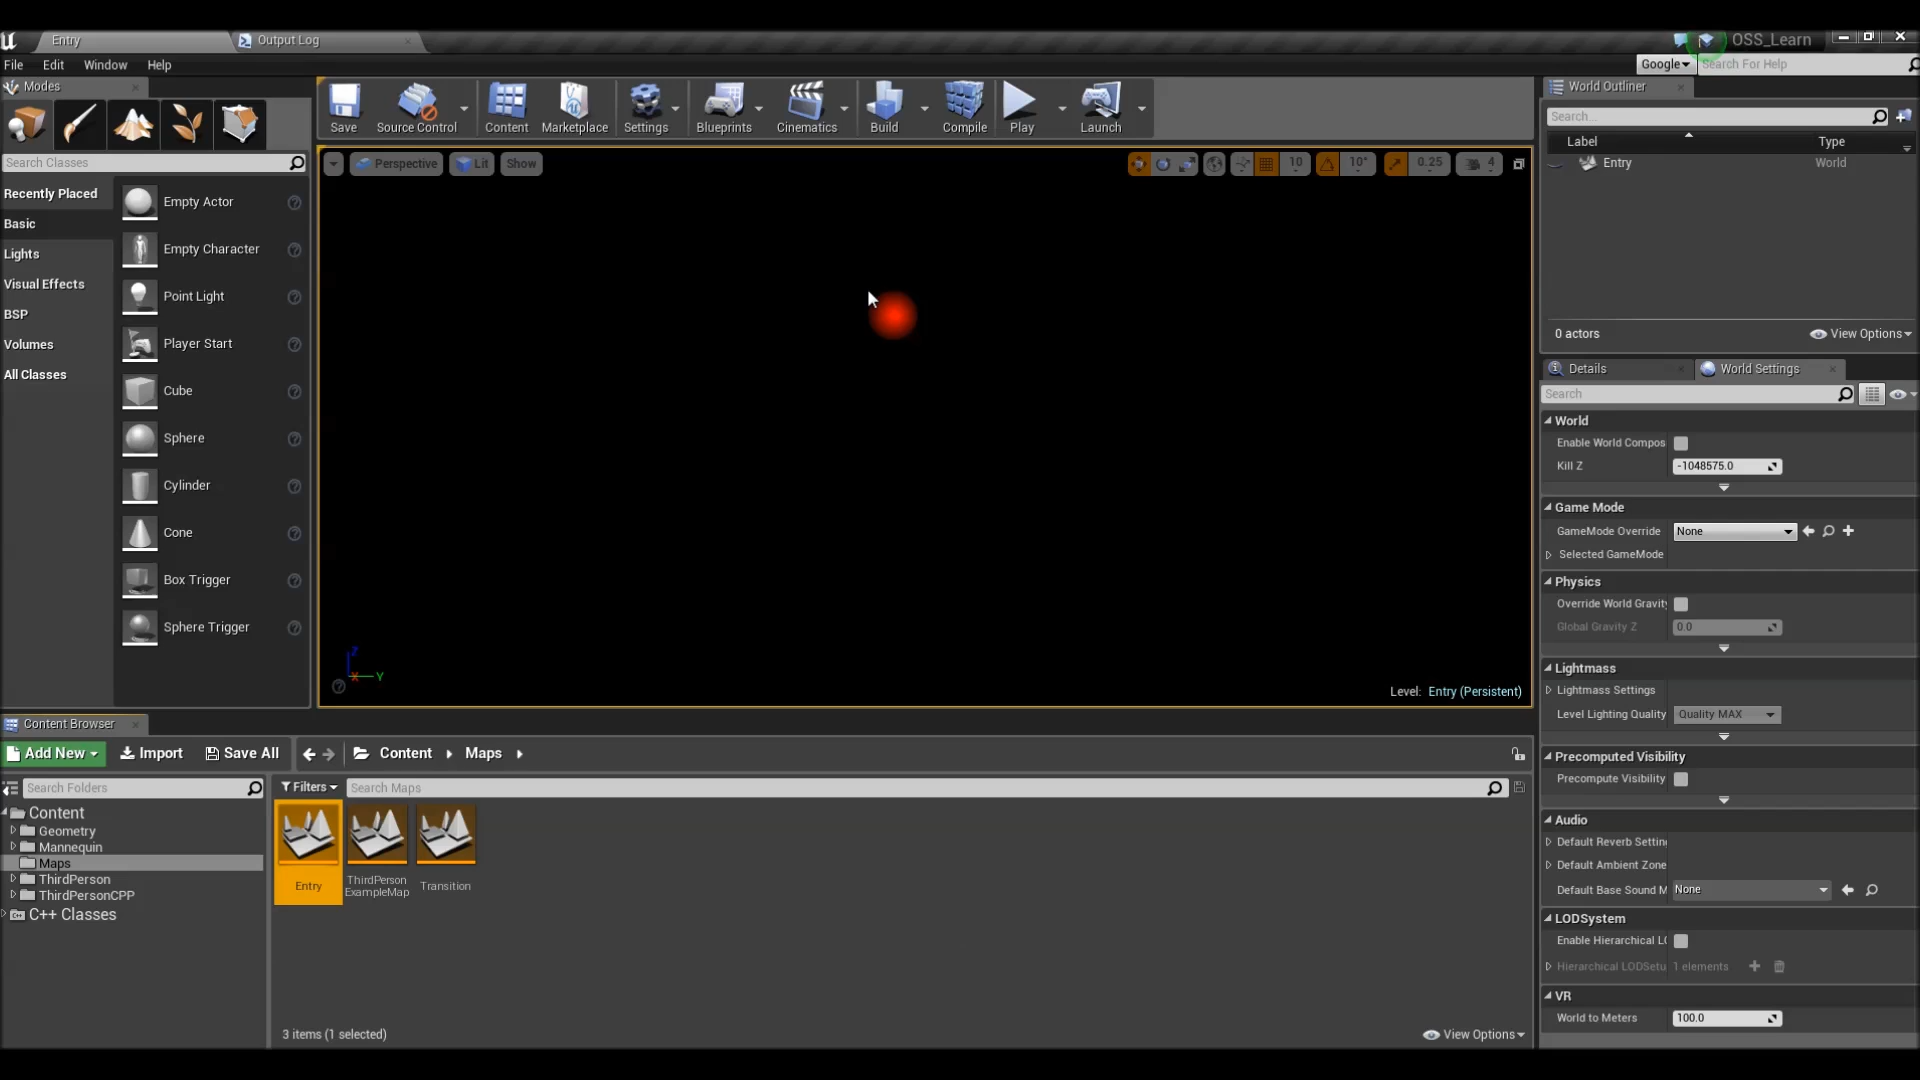 Entry
Output Log
OSS_Learn
File
Edit
Window
Help
Google
Search For Help
Modes
Save
Source Control
Content
Marketplace
Settings
Blueprints
Cinematics
Build
Compile
Play
Launch
World Outliner
Search...
Label
Type
Entry
World
0 actors
View Options
Search Classes
Recently Placed
Basic
Lights
Visual Effects
BSP
Volumes
All Classes
Empty Actor
Empty Character
Point Light
Player Start
Cube
Sphere
Cylinder
Cone
Box Trigger
Sphere Trigger
Perspective
Lit
Show
10
10°
0.25
4
Z
X
Y
Level: Entry (Persistent)
Details
World Settings
Search
World
Enable World Compos
Kill Z
-1048575.0
Game Mode
GameMode Override
None
Selected GameMode
Physics
Override World Gravit
Global Gravity Z
0.0
Lightmass
Lightmass Settings
Level Lighting Quality
Quality MAX
Precomputed Visibility
Precompute Visibility
Audio
Default Reverb Settin
Default Ambient Zone
Default Base Sound M
None
LODSystem
Enable Hierarchical LO
Hierarchical LODSetu
1 elements
VR
World to Meters
100.0
Content Browser
Add New
Import
Save All
Content
Maps
Search Folders
Filters
Search Maps
Content
Geometry
Mannequin
Maps
ThirdPerson
ThirdPersonCPP
C++ Classes
Entry
ThirdPerson
ExampleMap
Transition
3 items (1 selected)
View Options